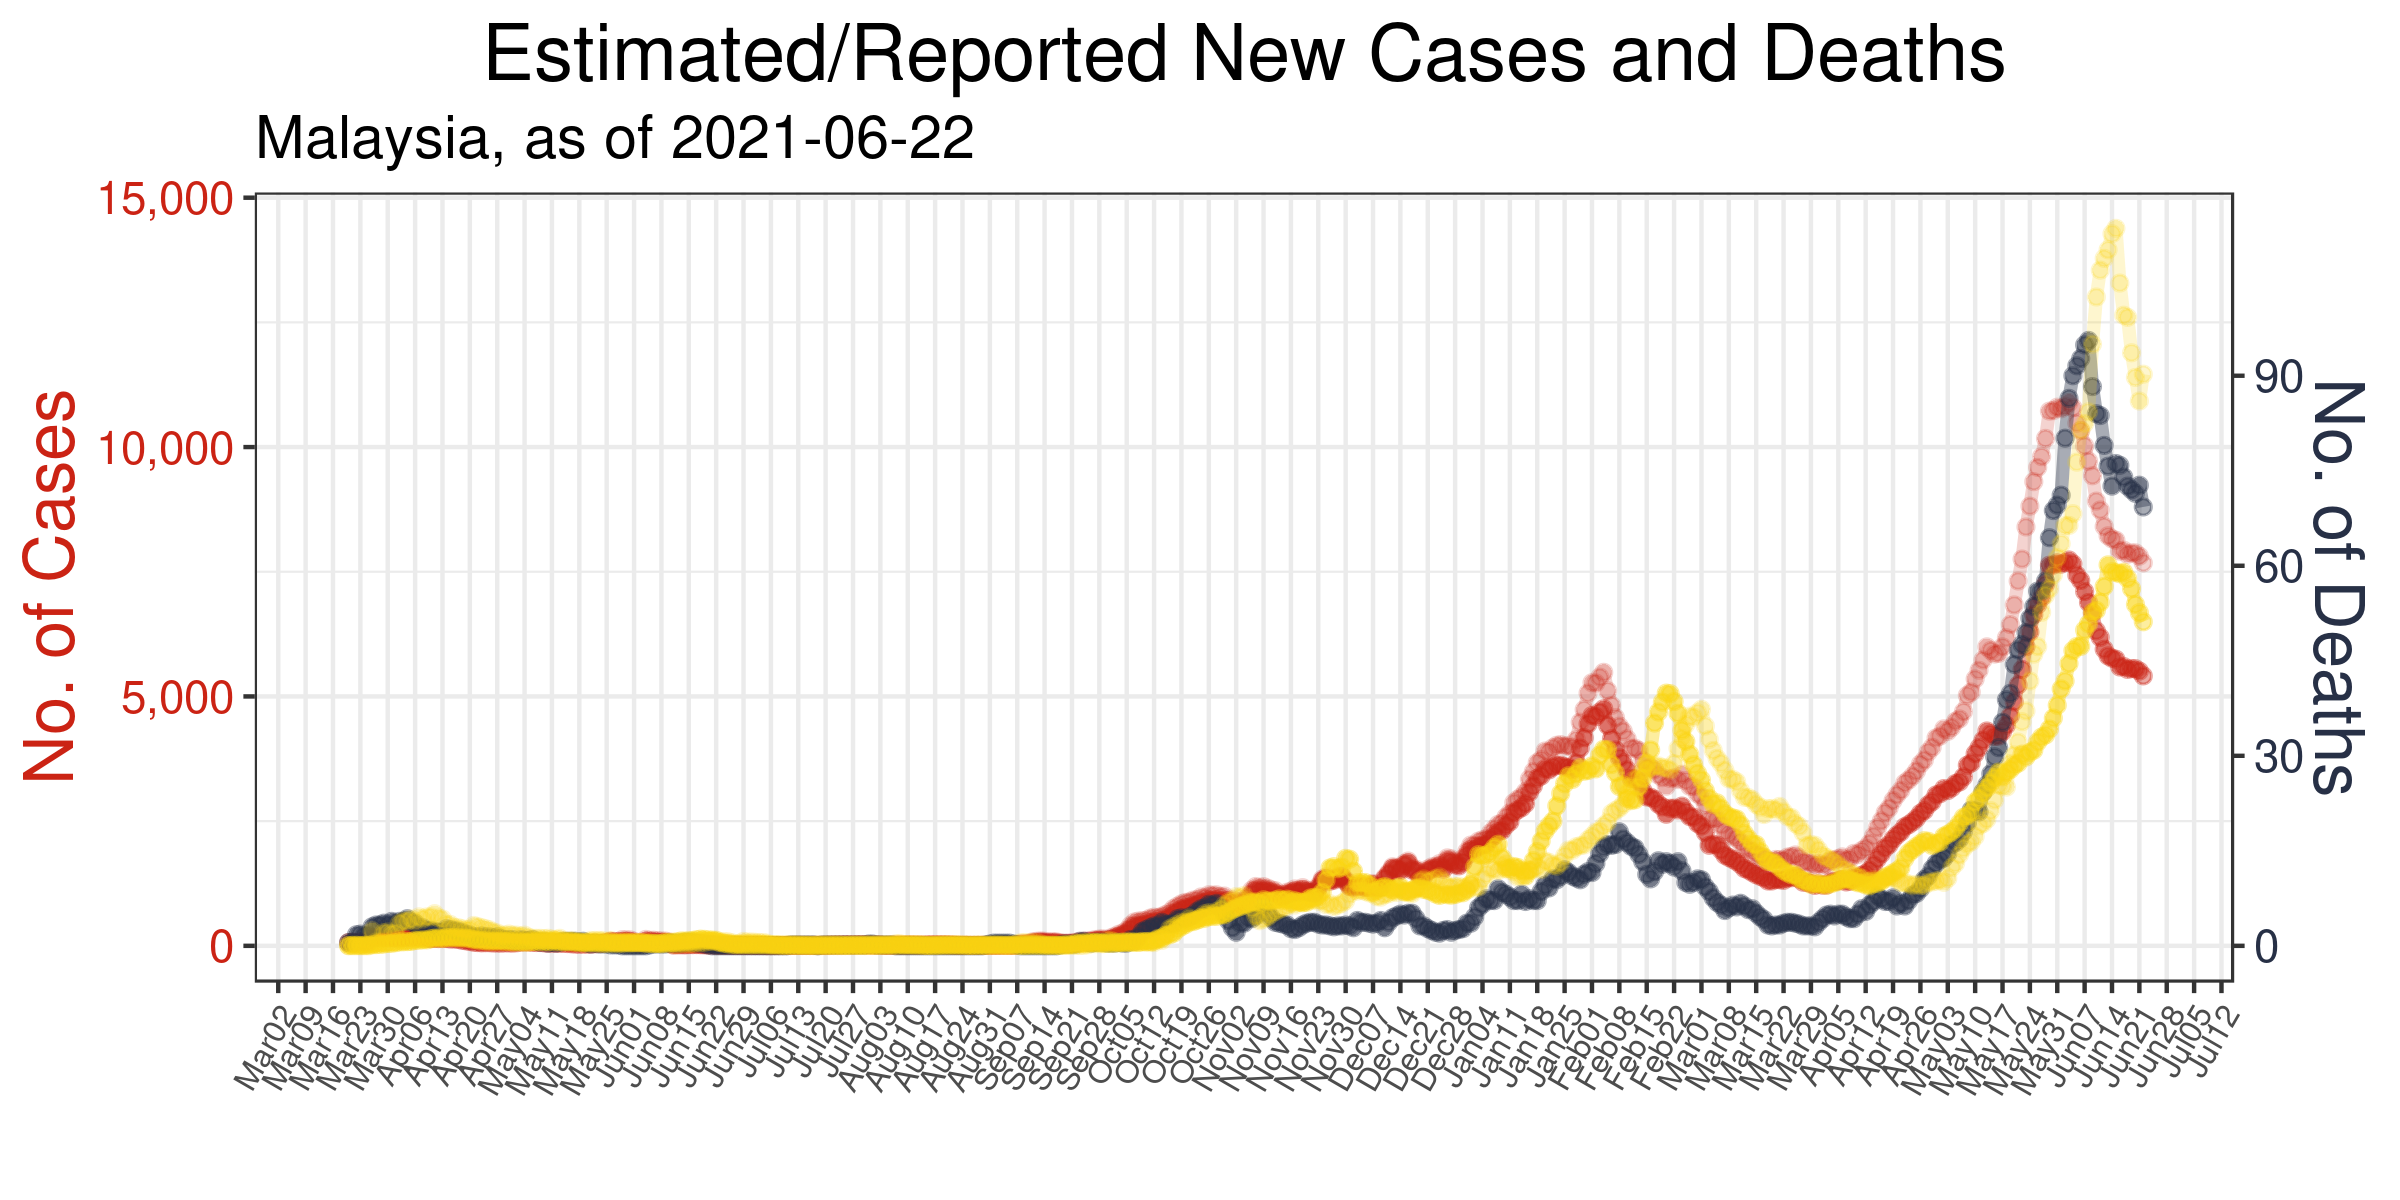 Estimated/Reported New Cases and Deaths
Malaysia, as of 2021-06-22
No. of Cases
15,000
10,000
5,000
0
90
60
30
0
No. of Deaths
Mar02
Mar09
Mar16
Mar23
Mar30
Apr06
Apr13
Apr20
Apr27
May04
May11
May18
May25
Jun01
Jun08
Jun15
Jun22
Jun29
Jul06
Jul13
Jul20
Jul27
Aug03
Aug10
Aug17
Aug24
Aug31
Sep07
Sep14
Sep21
Sep28
Oct05
Oct12
Oct19
Oct26
Nov02
Nov09
Nov16
Nov23
Nov30
Dec07
Dec14
Dec21
Dec28
Jan04
Jan11
Jan18
Jan25
Feb01
Feb08
Feb15
Feb22
Mar01
Mar08
Mar15
Mar22
Mar29
Mar05
Apr12
Apr19
Apr26
May03
May10
May17
May24
May31
Jun07
Jun14
Jun21
Jun28
Jul05
Jul12